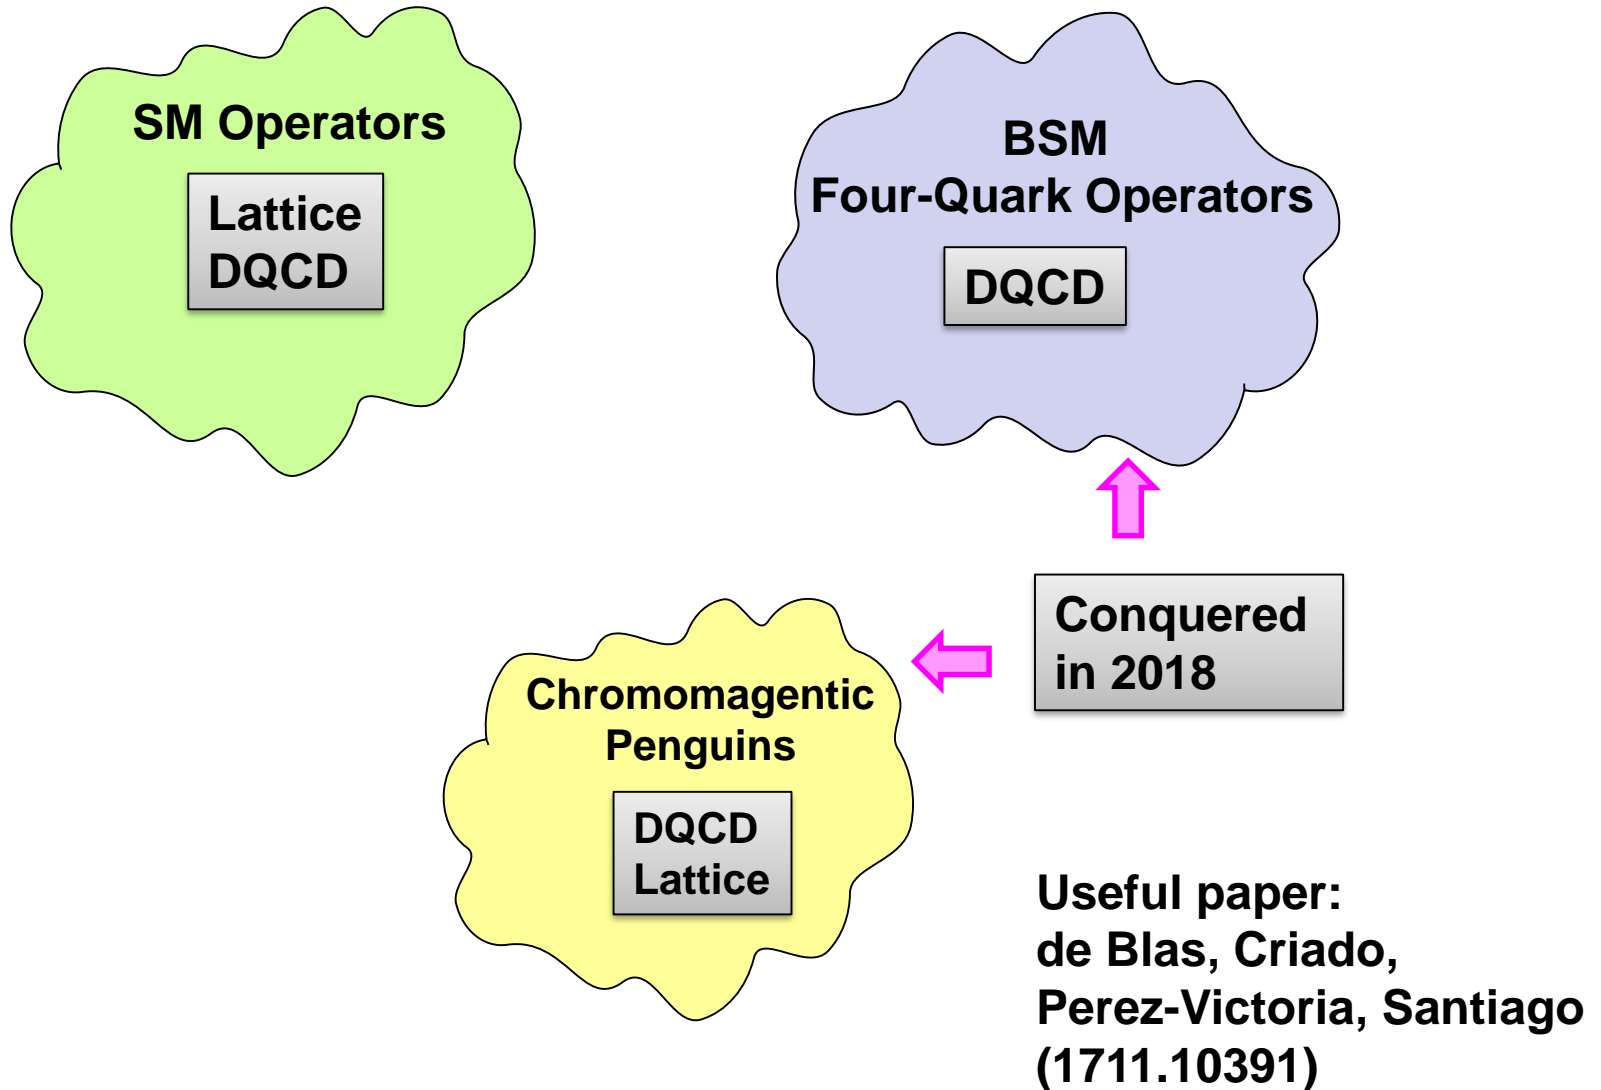 SM Operators
Lattice
DQCD
BSM
Four-Quark Operators
DQCD
Conquered
in 2018
Chromomagentic
Penguins
DQCD
Lattice
Useful paper:
de Blas, Criado,
Perez-Victoria, Santiago
(1711.10391)